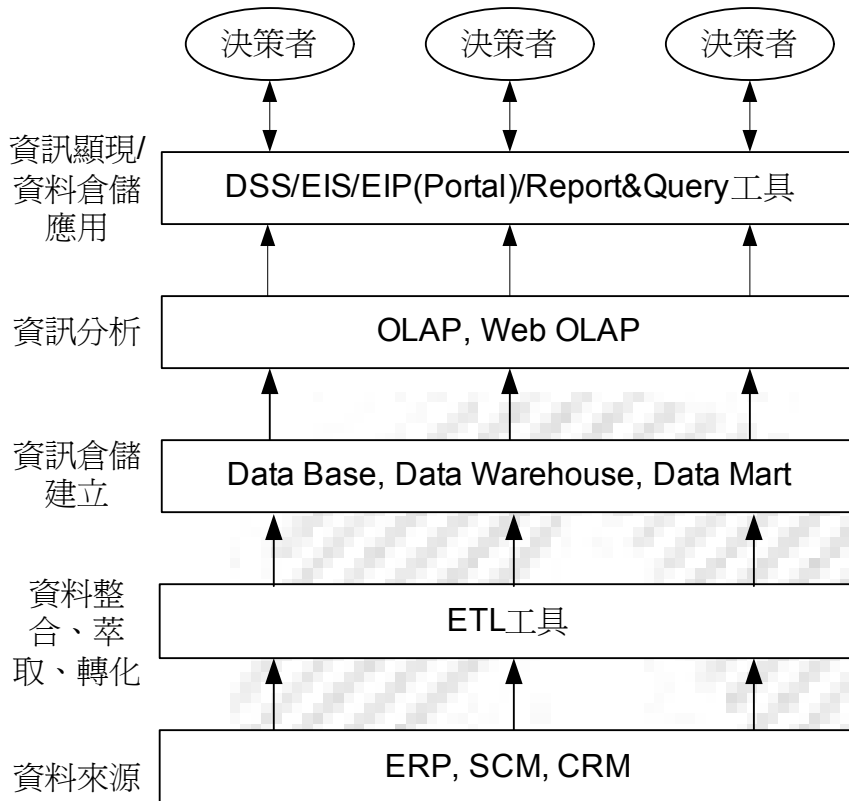 決策者
決策者
決策者
資訊顯現/
資料倉儲
應用
DSS/EIS/EIP(Portal)/Report&Query工具
資訊分析
OLAP, Web OLAP
資訊倉儲
建立
Data Base, Data Warehouse, Data Mart
資料整
合、萃
取、轉化
ETL工具
資料來源
ERP, SCM, CRM